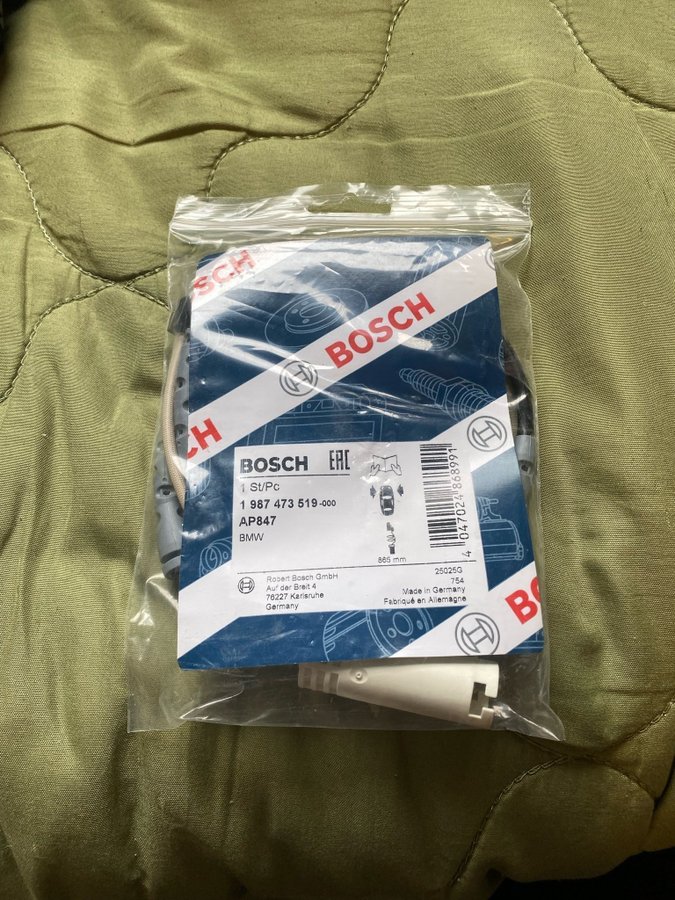 BOSCH
BOSCH
CH
BOSCH EAC
1 St/Pc
1 987 473 519-000
AP847
BMW
865 mm
4 047024 868991
Robert Bosch GmbH
Auf der Breit 4
76227 Karlsruhe
Germany
25025G
754
Made in Germany
Fabriqué en Allemagne
BO